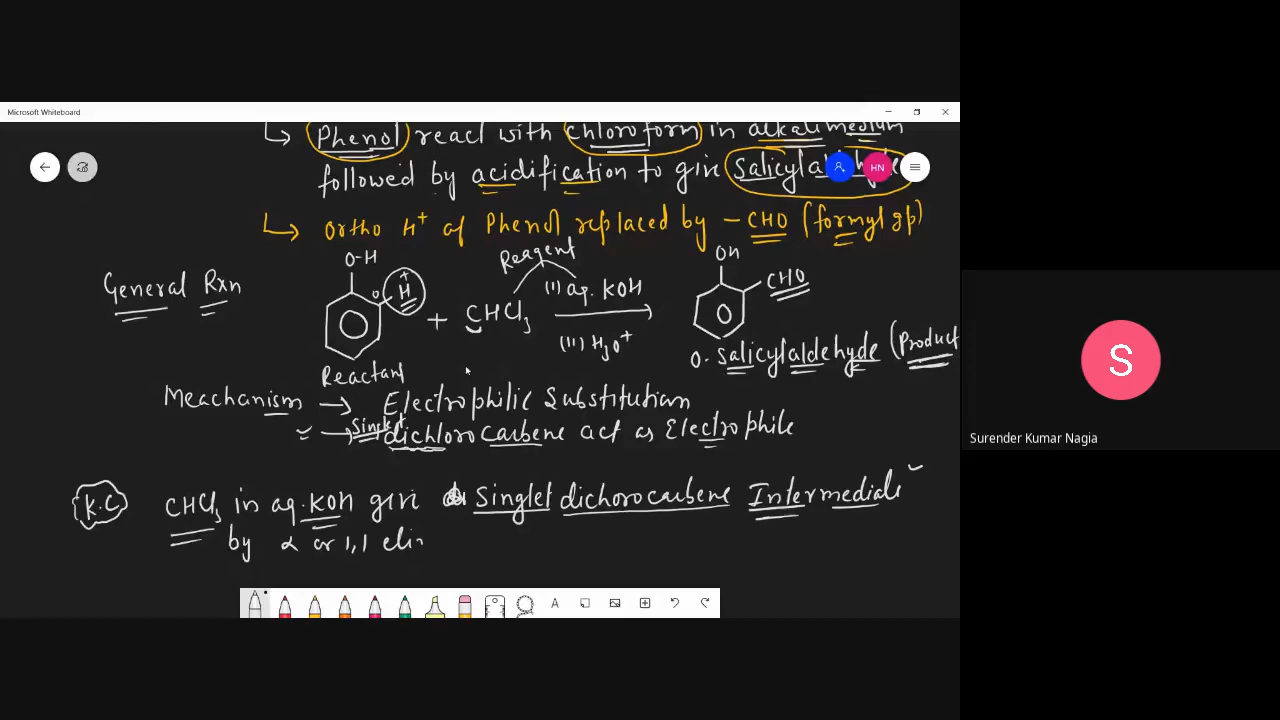 Microsoft Whiteboard
↳ Phenol react with chloroform in alkali medium
followed by acidification to give Salicylaldehyde
HN
↳ Ortho H+ of Phenol replaced by - CHO (formyl gp)
General Rxn
O-H
H+
o
+
CHCl3
Reagent
(i) aq. KOH
(ii) H3O+
OH
CHO
Reactant
o. Salicylaldehyde (Product
Meachanism → Electrophilic Substitution
→ Singlet dichlorocarbene act as Electrophile
K.C CHCl3 in aq. KOH give Singlet dichorocarbene Intermediate
by α or 1,1 eli
A
S
Surender Kumar Nagia